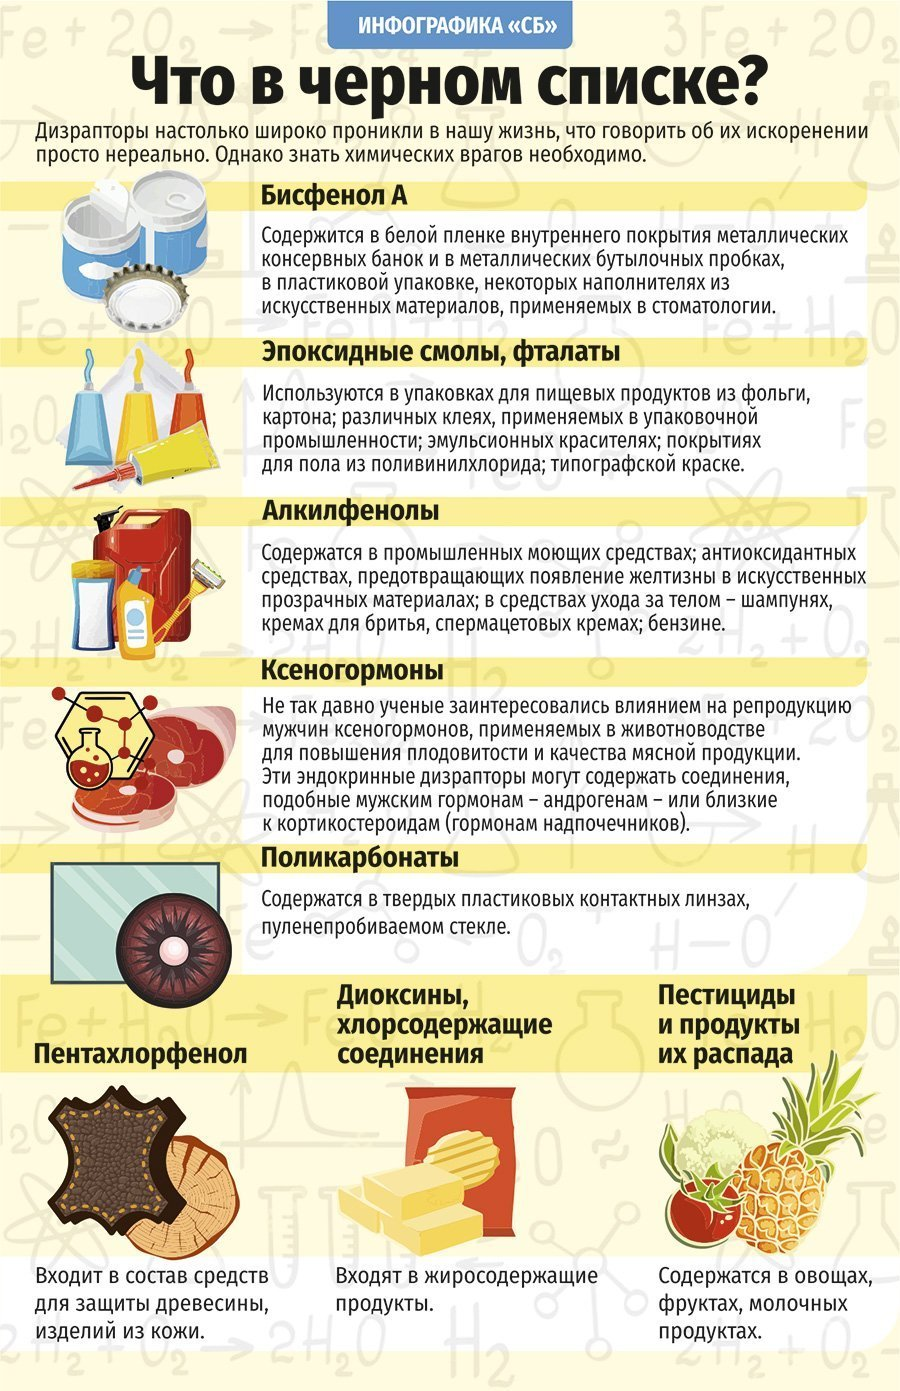 ИНФОГРАФИКА «СБ»
Что в черном списке?
Дизрапторы настолько широко проникли в нашу жизнь, что говорить об их искоренении
просто нереально. Однако знать химических врагов необходимо.
Бисфенол А
Содержится в белой пленке внутреннего покрытия металлических
консервных банок и в металлических бутылочных пробках,
в пластиковой упаковке, некоторых наполнителях из
искусственных материалов, применяемых в стоматологии.
Эпоксидные смолы, фталаты
Используются в упаковках для пищевых продуктов из фольги,
картона; различных клеях, применяемых в упаковочной
промышленности; эмульсионных красителях; покрытиях
для пола из поливинилхлорида; типографской краске.
Алкилфенолы
Содержатся в промышленных моющих средствах; антиоксидантных
средствах, предотвращающих появление желтизны в искусственных
прозрачных материалах; в средствах ухода за телом – шампунях,
кремах для бритья, спермацетовых кремах; бензине.
Ксеногормоны
Не так давно ученые заинтересовались влиянием на репродукцию
мужчин ксеногормонов, применяемых в животноводстве
для повышения плодовитости и качества мясной продукции.
Эти эндокринные дизрапторы могут содержать соединения,
подобные мужским гормонам – андрогенам – или близкие
к кортикостероидам (гормонам надпочечников).
Поликарбонаты
Содержатся в твердых пластиковых контактных линзах,
пуленепробиваемом стекле.
Пентахлорфенол
Входит в состав средств
для защиты древесины,
изделий из кожи.
Диоксины,
хлорсодержащие
соединения
Входят в жиросодержащие
продукты.
Пестициды
и продукты
их распада
Содержатся в овощах,
фруктах, молочных
продуктах.